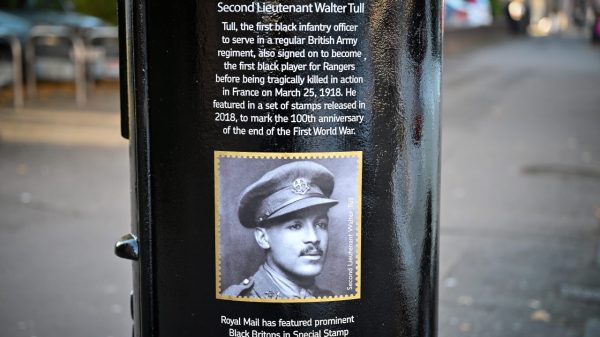 Second Lieutenant Walter Tull
Tull, the first black infantry officer
to serve in a regular British Army
regiment, also signed on to become
the first black player for Rangers
before being tragically killed in action
in France on March 25, 1918. He
featured in a set of stamps released in
2018, to mark the 100th anniversary
of the end of the First World War.
Second Lieutenant Walter Tull
Royal Mail has featured prominent
Black Britons in Special Stamp